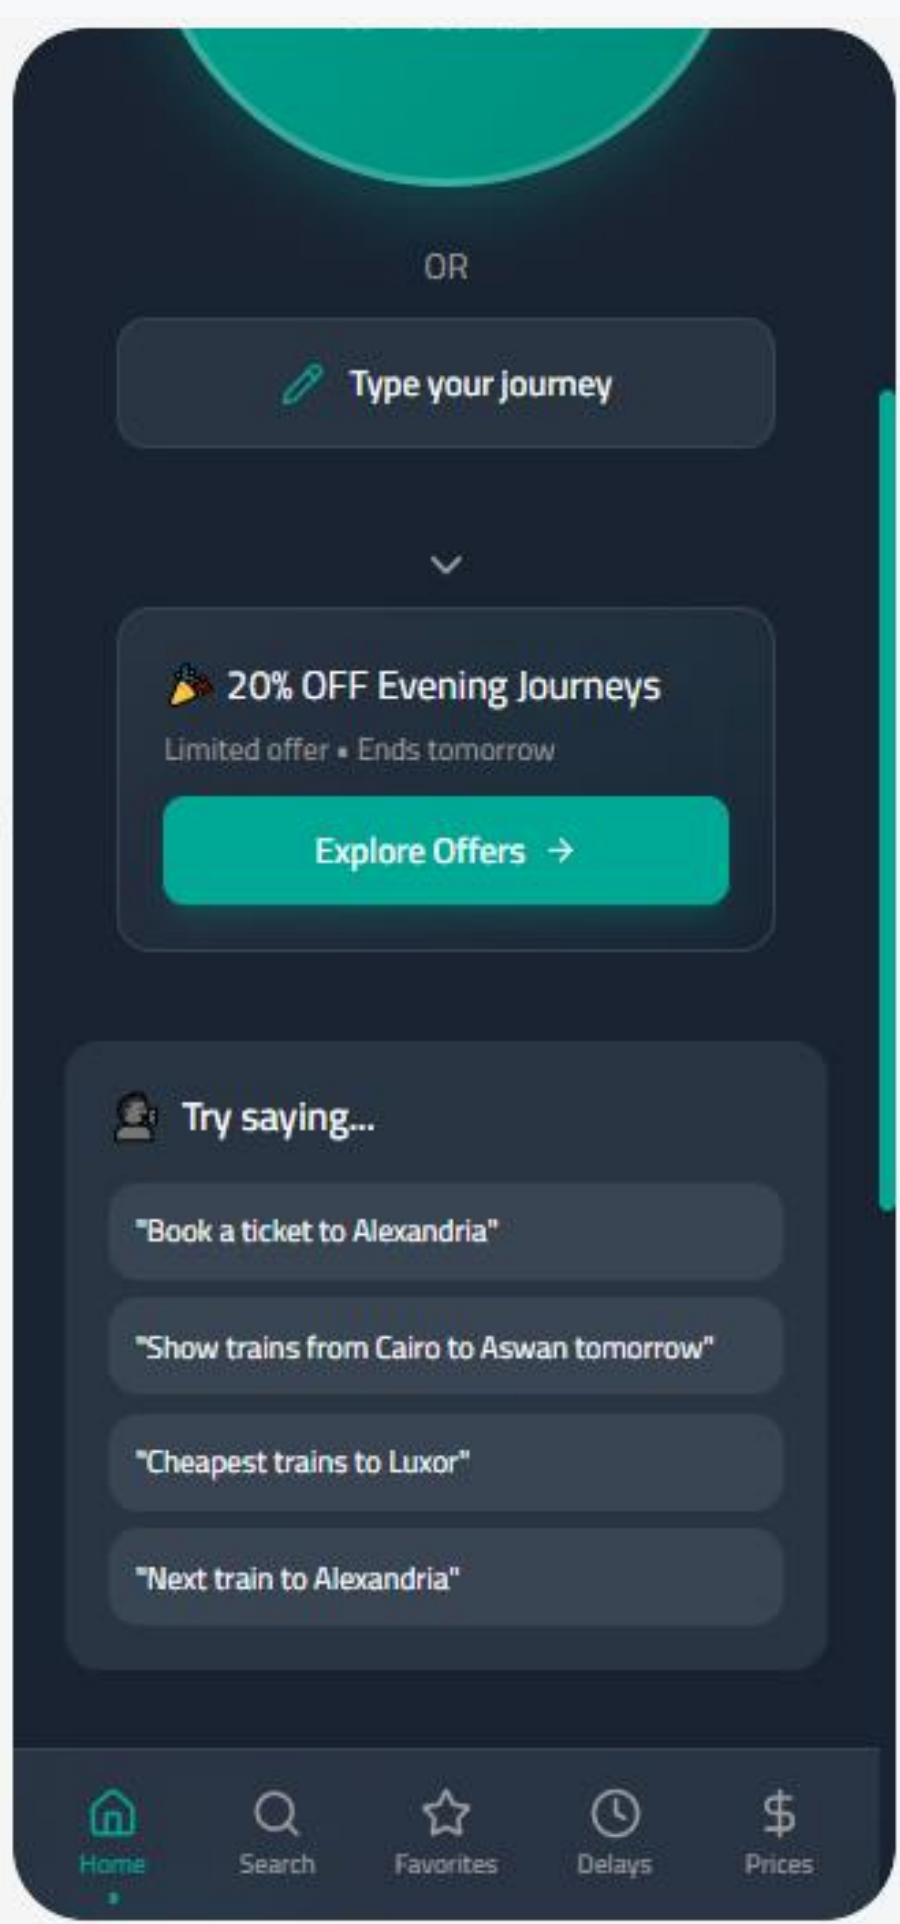 OR
Type your journey
20% OFF Evening Journeys
Limited offer • Ends tomorrow
Explore Offers →
Try saying...
"Book a ticket to Alexandria"
"Show trains from Cairo to Aswan tomorrow"
"Cheapest trains to Luxor"
"Next train to Alexandria"
Home Search Favorites Delays Prices